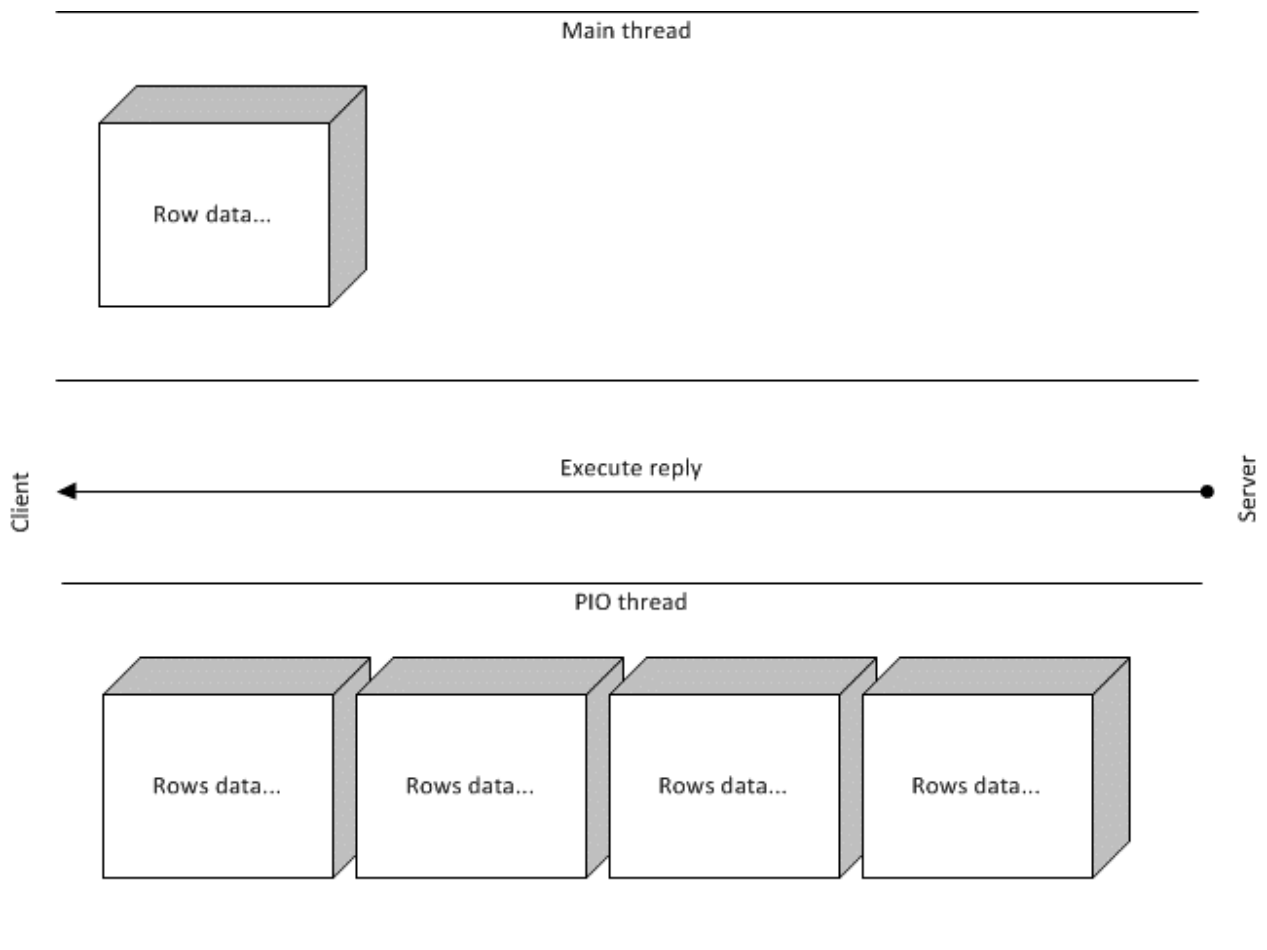 Main thread
Row data...
Execute reply
Client
Server
PIO thread
Rows data...
Rows data...
Rows data...
Rows data...